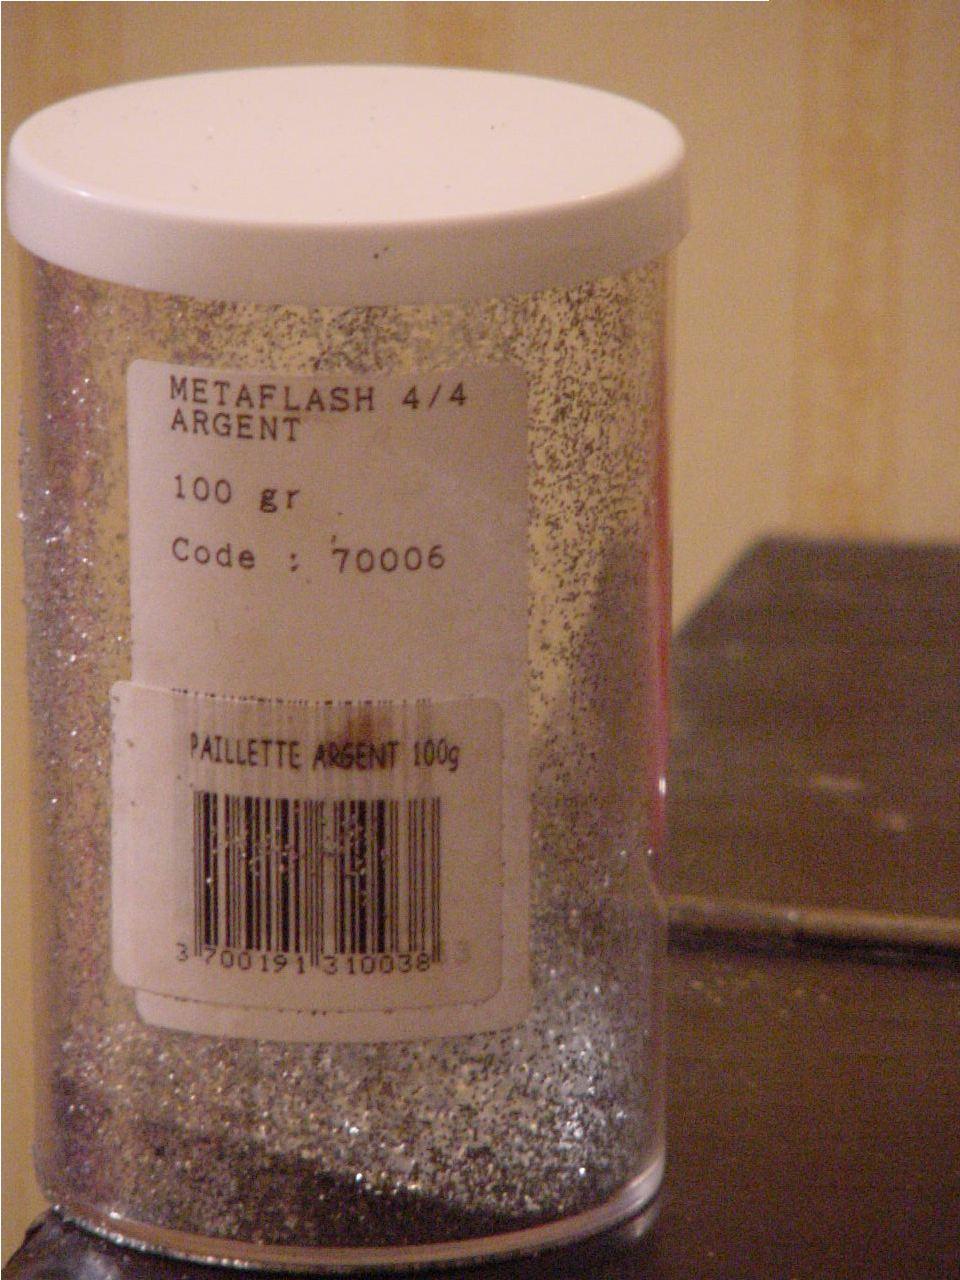 METAFLASH 4/4
ARGENT
100 gr
Code : 70006
PAILLETTE ARGENT 100g
3 700191 310038